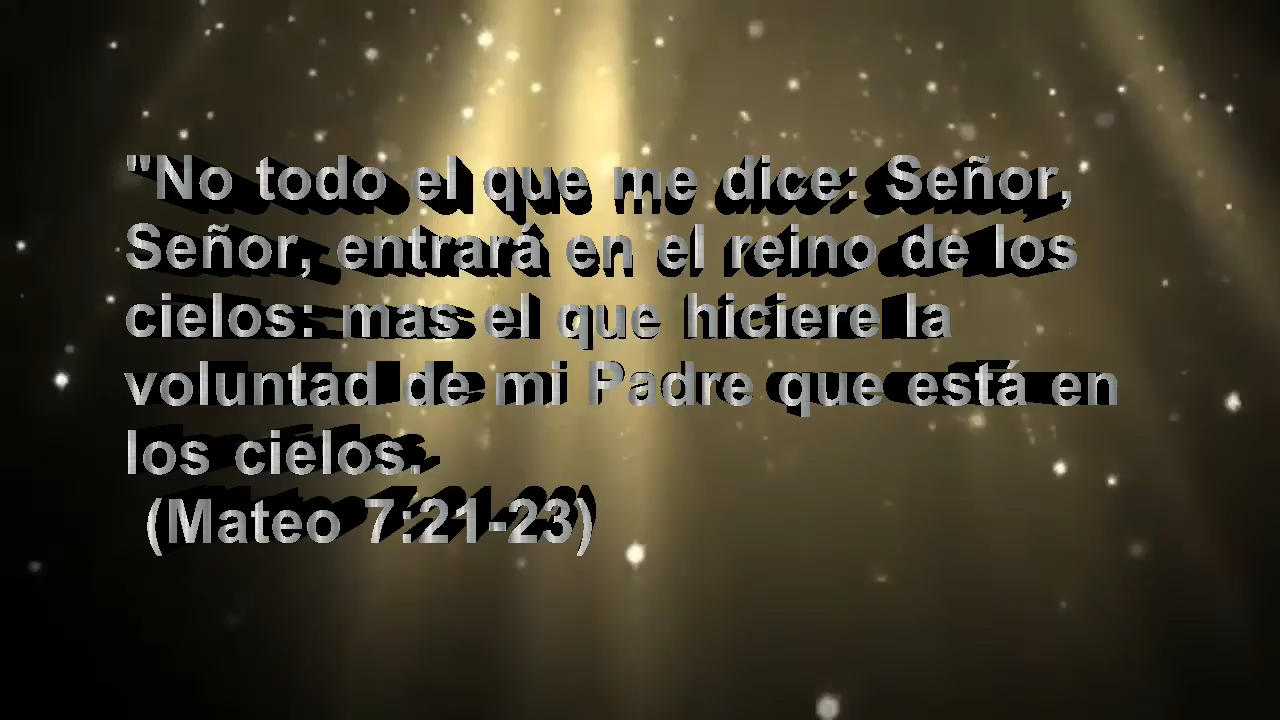 "No todo el que me dice: Señor,
Señor, entrará en el reino de los
cielos: mas el que hiciere la
voluntad de mi Padre que está en
los cielos.
(Mateo 7:21-23)